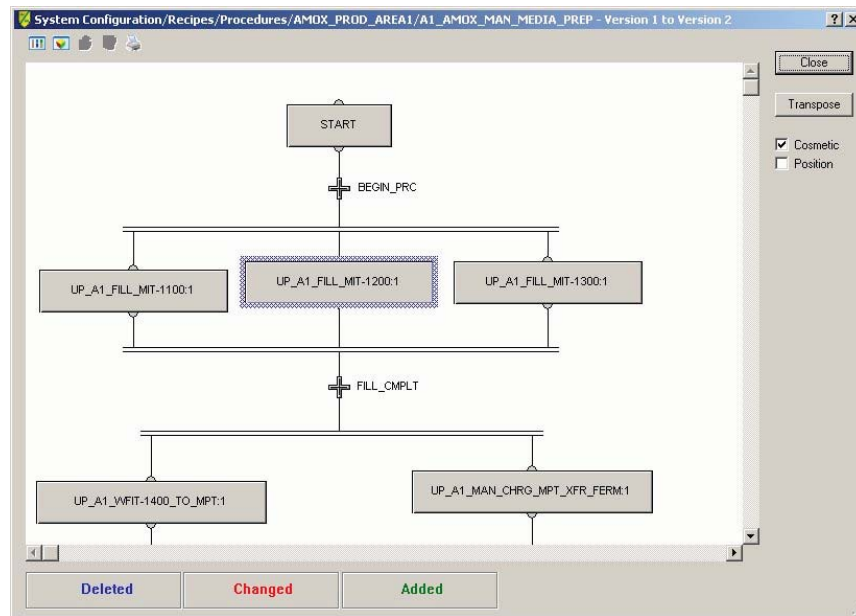 System Configuration/Recipes/Procedures/AMOX_PROD_AREA1/A1_AMOX_MAN_MEDIA_PREP - Version 1 to Version 2
Close
Transpose
Cosmetic
Position
START
BEGIN_PRC
UP_A1_FILL_MIT-1100:1
UP_A1_FILL_MIT-1200:1
UP_A1_FILL_MIT-1300:1
FILL_CMPLT
UP_A1_WFIT-1400_TO_MPT:1
UP_A1_MAN_CHRG_MPT_XFR_FERM:1
Deleted
Changed
Added